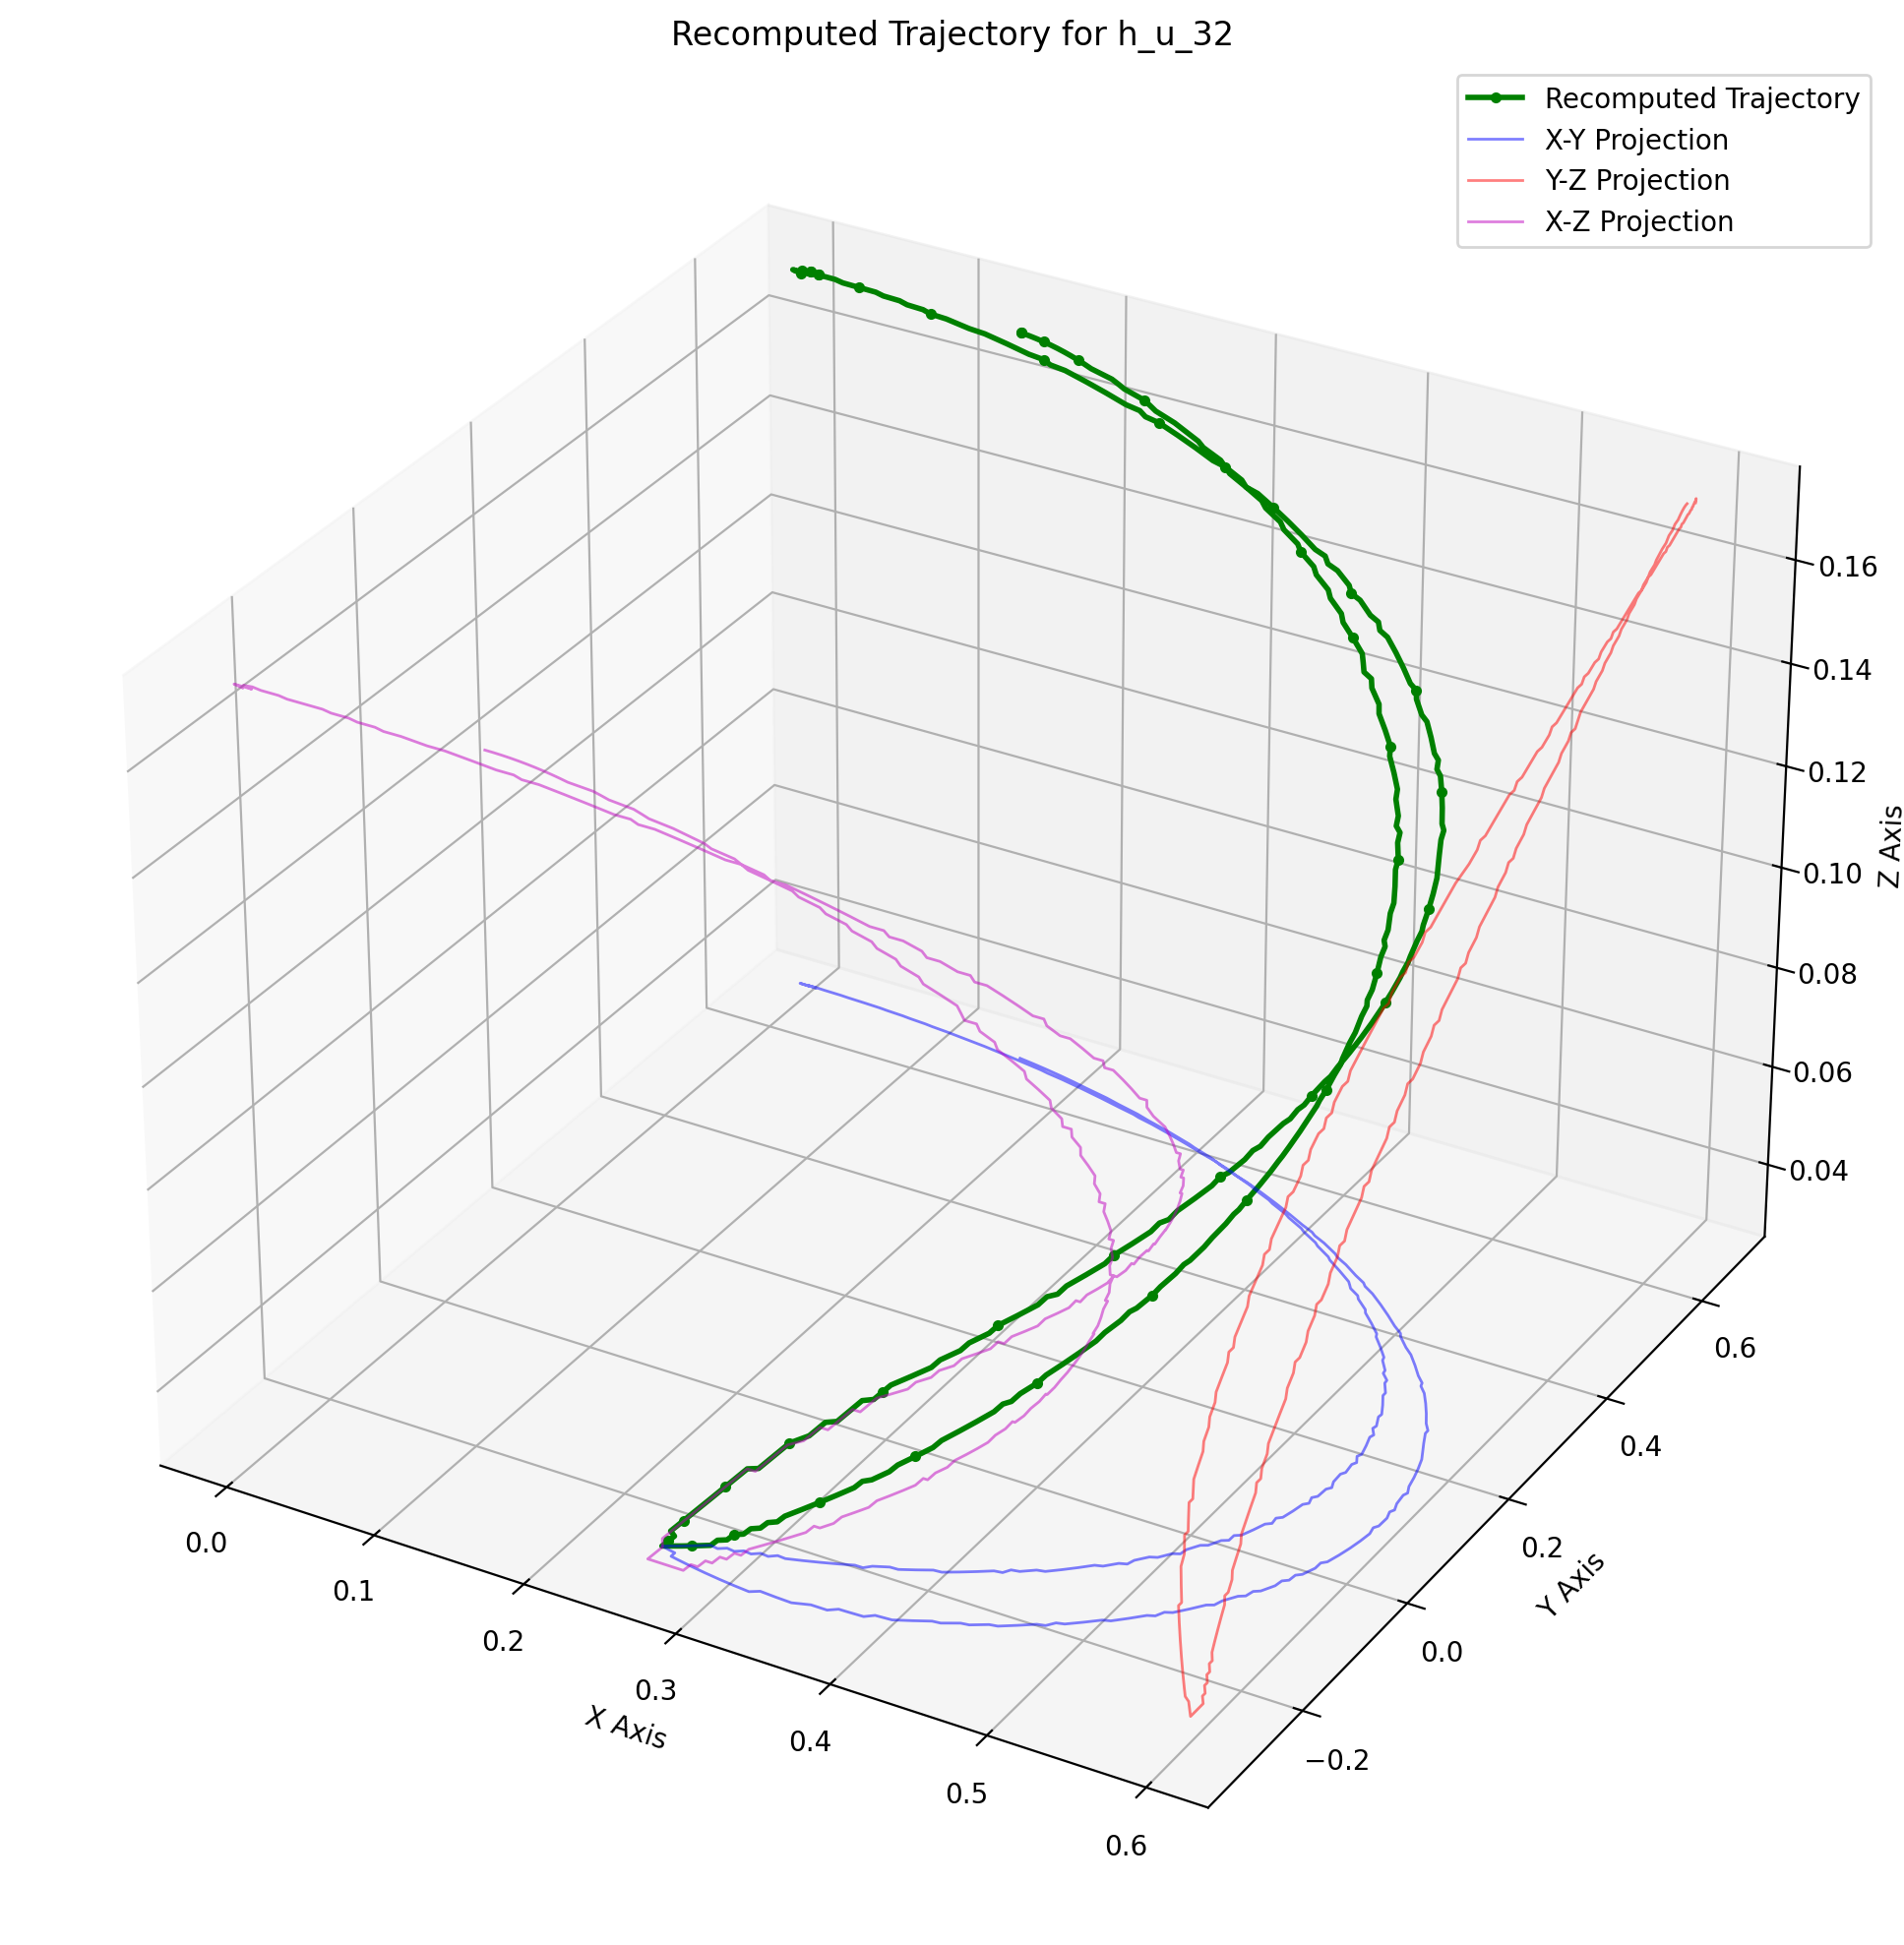 Recomputed Trajectory for h_u_32
Recomputed Trajectory
X-Y Projection
Y-Z Projection
X-Z Projection
0.16
0.14
0.12
0.10
0.08
0.06
0.04
Z Axis
0.6
0.4
0.2
0.0
−0.2
Y Axis
0.0
0.1
0.2
0.3
0.4
0.5
0.6
X Axis